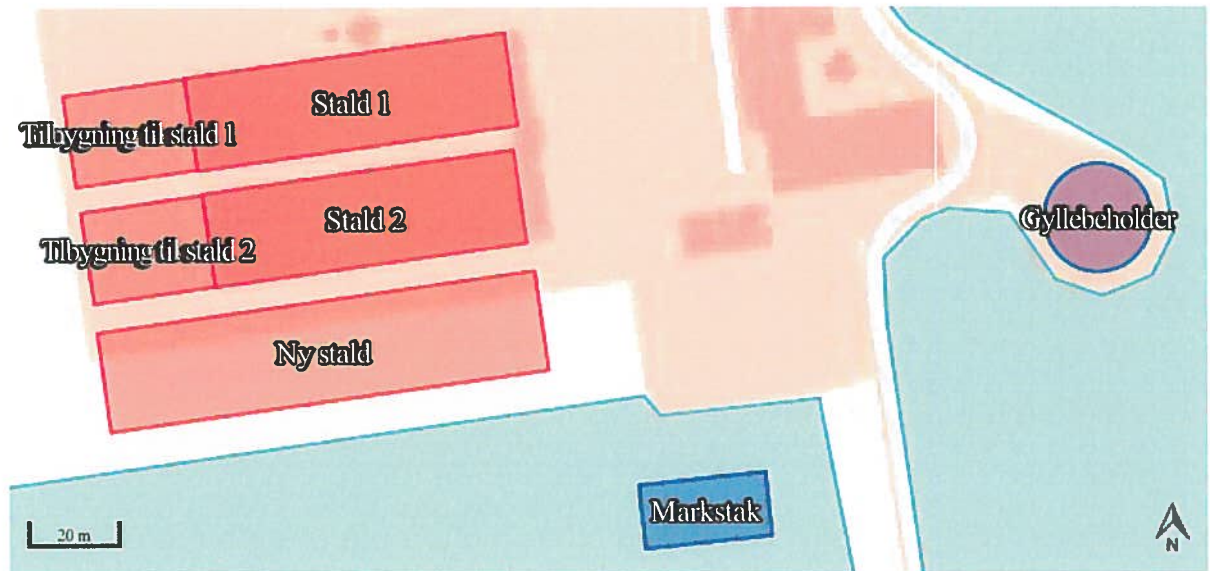 Stald 1
Tilbygning til stald 1
Stald 2
Tilbygning til stald 2
Gyllebeholder
Ny stald
Markstak
20 m
N